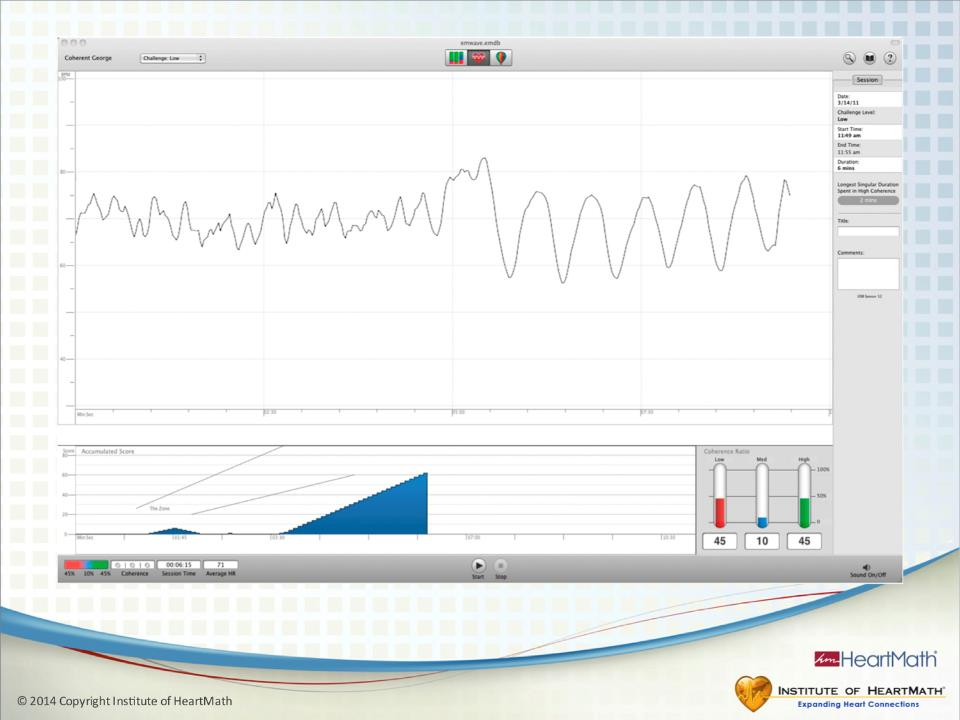 emwave.emdb
Coherent George
Challenge: Low
?
Session
BPM
100
80
60
40
Min:Sec
02:30
05:00
07:30
Date:
3/14/11
Challenge Level:
Low
Start Time:
11:49 am
End Time:
11:55 am
Duration:
6 mins
Longest Singular Duration
Spent in High Coherence
2 mins
Title:
Comments:
Score
Accumulated Score
80
60
40
20
0
The Zone
Min:Sec
01:45
03:30
07:00
10:30
Coherence Ratio
Low
Med
High
100%
50%
0
45
10
45
45% 10% 45%
Coherence
00:06:15
Session Time
71
Average HR
Start
Stop
Sound On/Off
HeartMath®
© 2014 Copyright Institute of HeartMath
INSTITUTE OF HEARTMATH®
Expanding Heart Connections